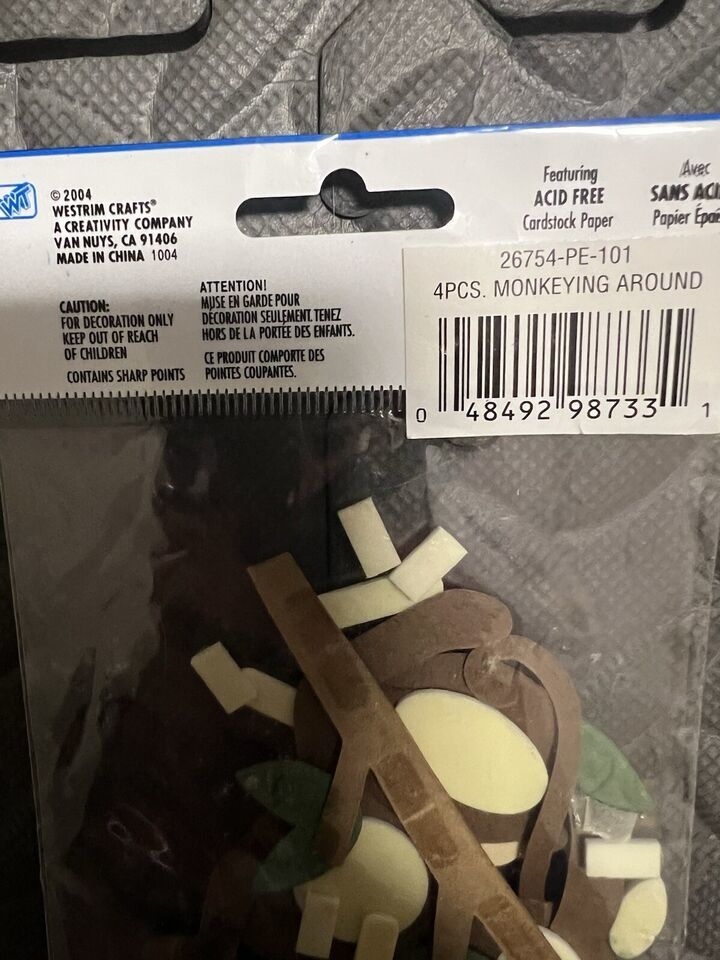 WT
© 2004
WESTRIM CRAFTS®
A CREATIVITY COMPANY
VAN NUYS, CA 91406
MADE IN CHINA 1004
CAUTION:
FOR DECORATION ONLY
KEEP OUT OF REACH
OF CHILDREN
CONTAINS SHARP POINTS
ATTENTION!
MUSE EN GARDE POUR
DECORATION SEULEMENT. TENEZ
HORS DE LA PORTÉE DES ENFANTS.
CE PRODUIT COMPORTE DES
POINTES COUPANTES.
Featuring
ACID FREE
Cardstock Paper
Avec
SANS ACI
Papier Épai
26754-PE-101
4PCS. MONKEYING AROUND
0 48492 98733 1